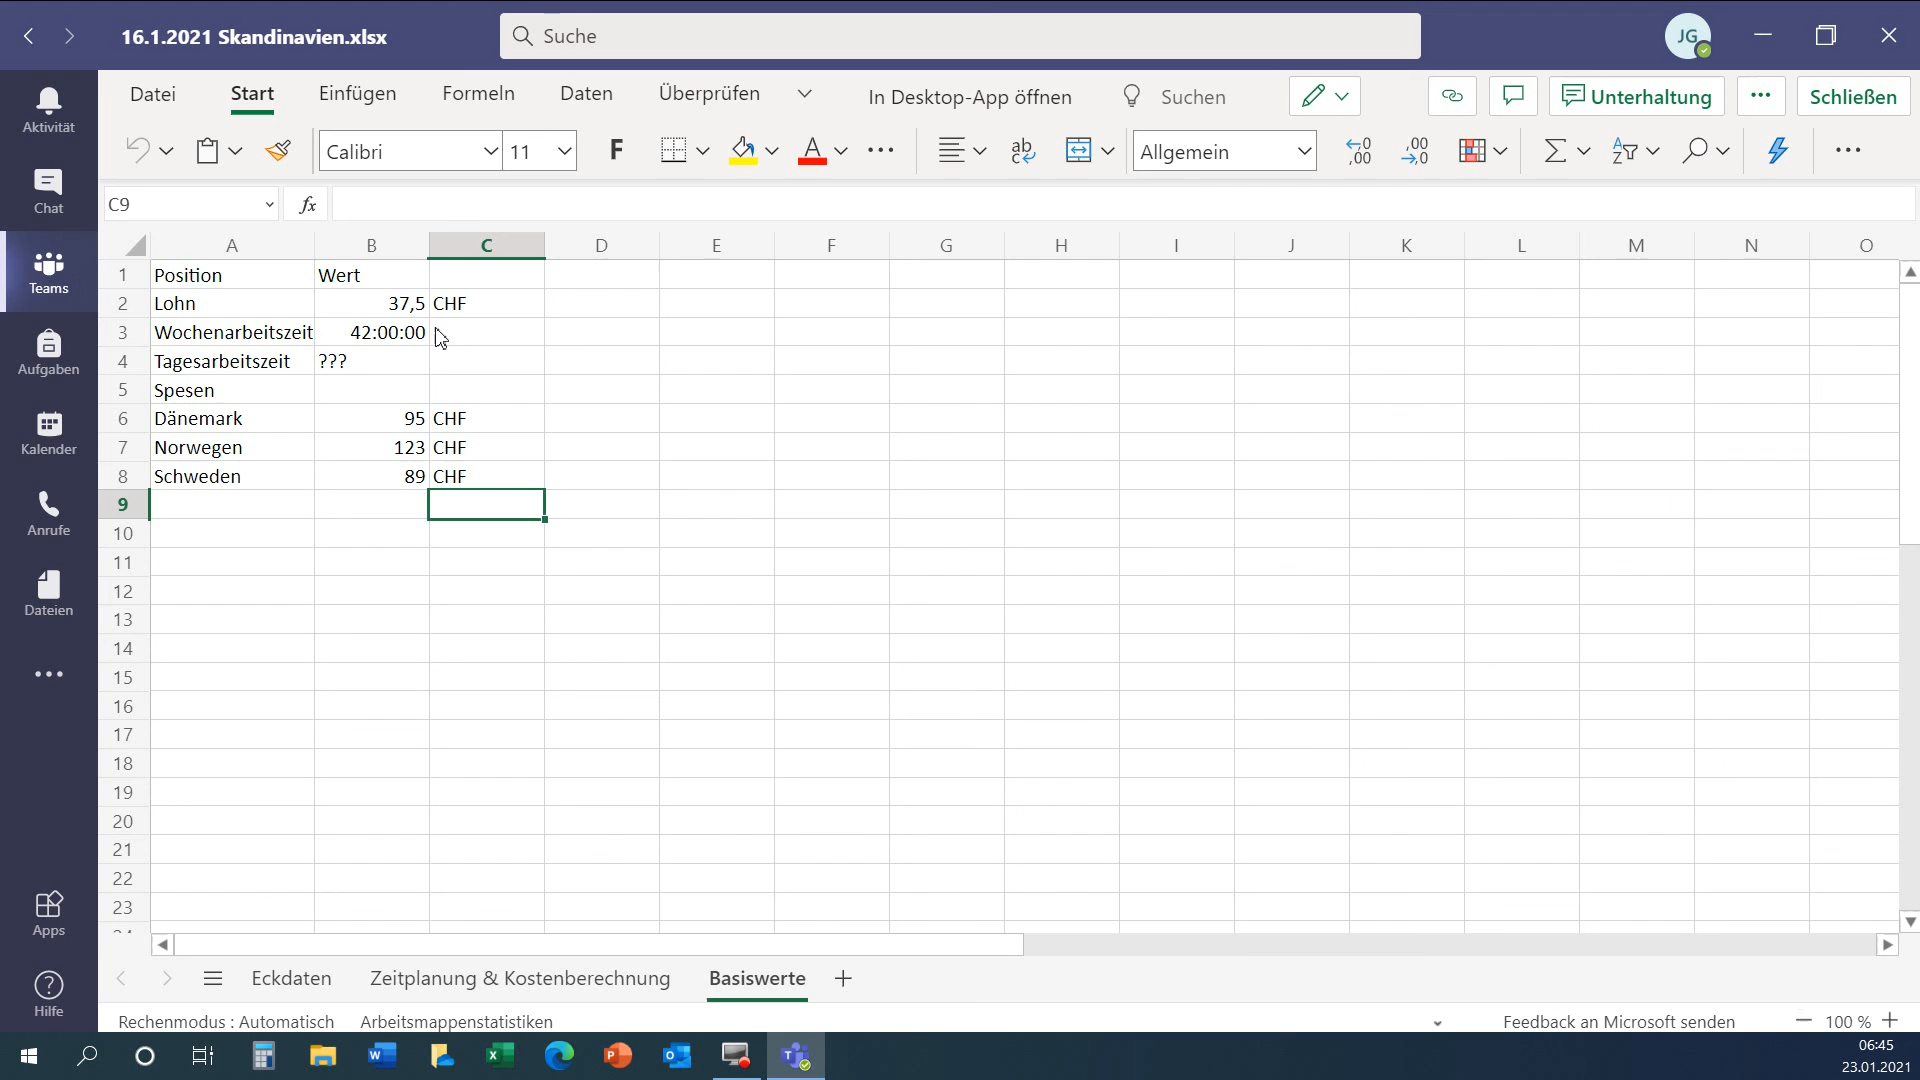 16.1.2021 Skandinavien.xlsx
Suche
JG
Aktivität
Chat
Teams
Aufgaben
Kalender
Anrufe
Dateien
Apps
Hilfe
Datei Start Einfügen Formeln Daten Überprüfen In Desktop-App öffnen Suchen Unterhaltung Schließen
Calibri 11 F A ab Allgemein ,00 ,00 A Z
C9 fx
A B C D E F G H I J K L M N O
1 Position Wert
2 Lohn 37,5 CHF
3 Wochenarbeitszeit 42:00:00
4 Tagesarbeitszeit ???
5 Spesen
6 Dänemark 95 CHF
7 Norwegen 123 CHF
8 Schweden 89 CHF
9
10
11
12
13
14
15
16
17
18
19
20
21
22
23
Eckdaten Zeitplanung & Kostenberechnung Basiswerte
Rechenmodus : Automatisch Arbeitsmappenstatistiken Feedback an Microsoft senden 100 %
06:45
23.01.2021